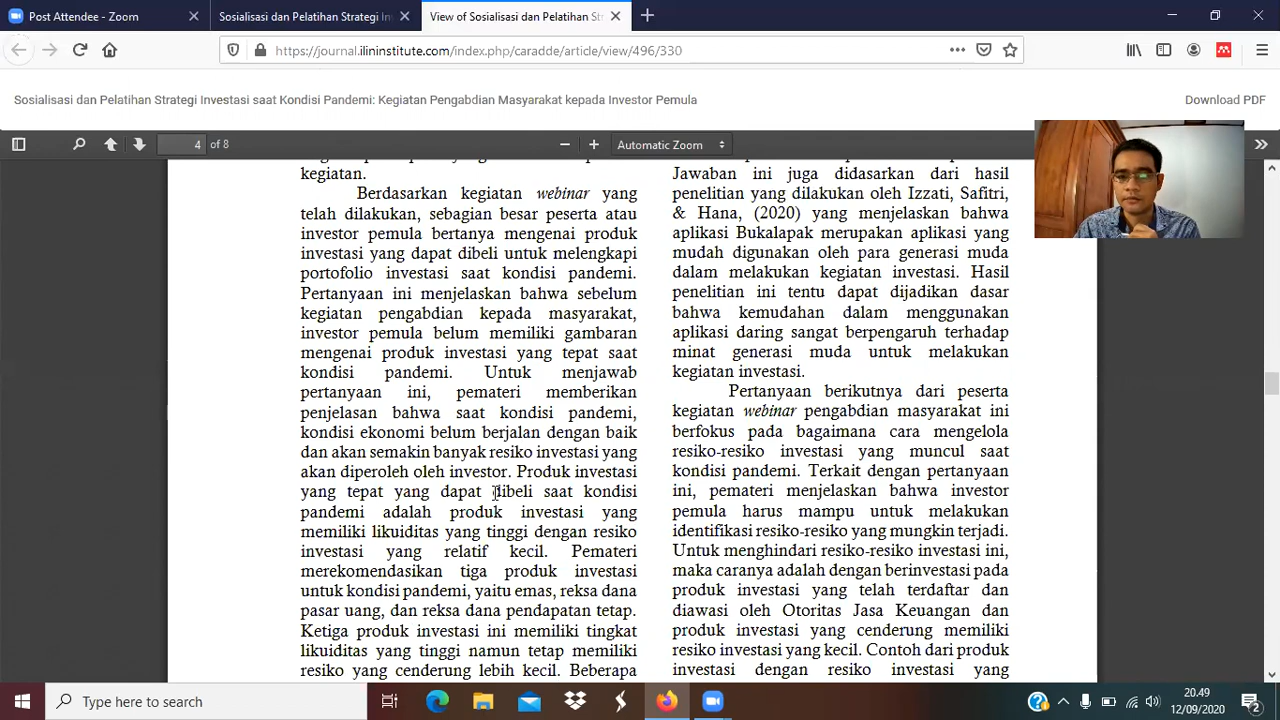 Post Attendee - Zoom
Sosialisasi dan Pelatihan Strategi In
View of Sosialisasi dan Pelatihan St
https://journal.ilininstitute.com/index.php/caradde/article/view/496/330
Sosialisasi dan Pelatihan Strategi Investasi saat Kondisi Pandemi: Kegiatan Pengabdian Masyarakat kepada Investor Pemula
Download PDF
4 of 8
Automatic Zoom
kegiatan.
Berdasarkan kegiatan webinar yang
telah dilakukan, sebagian besar peserta atau
investor pemula bertanya mengenai produk
investasi yang dapat dibeli untuk melengkapi
portofolio investasi saat kondisi pandemi.
Pertanyaan ini menjelaskan bahwa sebelum
kegiatan pengabdian kepada masyarakat,
investor pemula belum memiliki gambaran
mengenai produk investasi yang tepat saat
kondisi pandemi. Untuk menjawab
pertanyaan ini, pemateri memberikan
penjelasan bahwa saat kondisi pandemi,
kondisi ekonomi belum berjalan dengan baik
dan akan semakin banyak resiko investasi yang
akan diperoleh oleh investor. Produk investasi
yang tepat yang dapat dibeli saat kondisi
pandemi adalah produk investasi yang
memiliki likuiditas yang tinggi dengan resiko
investasi yang relatif kecil. Pemateri
merekomendasikan tiga produk investasi
untuk kondisi pandemi, yaitu emas, reksa dana
pasar uang, dan reksa dana pendapatan tetap.
Ketiga produk investasi ini memiliki tingkat
likuiditas yang tinggi namun tetap memiliki
resiko yang cenderung lebih kecil. Beberapa
Jawaban ini juga didasarkan dari hasil
penelitian yang dilakukan oleh Izzati, Safitri,
& Hana, (2020) yang menjelaskan bahwa
aplikasi Bukalapak merupakan aplikasi yang
mudah digunakan oleh para generasi muda
dalam melakukan kegiatan investasi. Hasil
penelitian ini tentu dapat dijadikan dasar
bahwa kemudahan dalam menggunakan
aplikasi daring sangat berpengaruh terhadap
minat generasi muda untuk melakukan
kegiatan investasi.
Pertanyaan berikutnya dari peserta
kegiatan webinar pengabdian masyarakat ini
berfokus pada bagaimana cara mengelola
resiko-resiko investasi yang muncul saat
kondisi pandemi. Terkait dengan pertanyaan
ini, pemateri menjelaskan bahwa investor
pemula harus mampu untuk melakukan
identifikasi resiko-resiko yang mungkin terjadi.
Untuk menghindari resiko-resiko investasi ini,
maka caranya adalah dengan berinvestasi pada
produk investasi yang telah terdaftar dan
diawasi oleh Otoritas Jasa Keuangan dan
produk investasi yang cenderung memiliki
resiko investasi yang kecil. Contoh dari produk
investasi dengan resiko investasi yang
Type here to search
20.49
12/09/2020
2